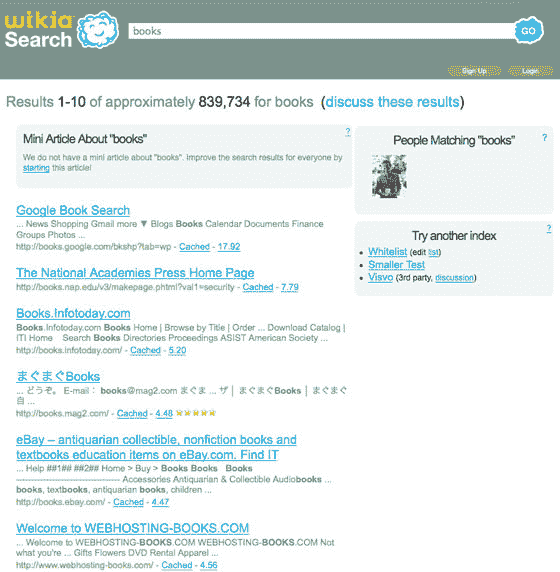 wikia
Search
books
GO
Sign Up
Login
Results 1-10 of approximately 839,734 for books (discuss these results)
Mini Article About "books"
?
We do not have a mini article about "books". Improve the search results for everyone by
starting this article!
People Matching "books"
?
Try another index
?
Whitelist (edit list)
Smaller Test
Visvo (3rd party, discussion)
Google Book Search
... News Shopping Gmail more ▼ Blogs Books Calendar Documents Finance
Groups Photos ...
http://books.google.com/bkshp?tab=wp - Cached - 17.92
The National Academies Press Home Page
http://www.nap.edu/v3/makepage.phtml?val1=security - Cached - 7.79
Books.Infotoday.com
Books.Infotoday.com Books Home | Browse by Title | Order ... Download Catalog |
ITI Home Search Books Directories Proceedings ASIST American Society ...
http://books.infotoday.com/ - Cached - 5.20
まぐまぐBooks
... どうぞ。 E-mail： books@mag2.com まぐま ... ザ | まぐまぐBooks | まぐまぐ
自 ...
http://books.mag2.com/ - Cached - 4.48
eBay – antiquarian collectible, nonfiction books and
textbooks education items on eBay.com. Find IT
... Help ##1## ##2## Home > Buy > Books Books Books
---------------------------------- Accessories Antiquarian & Collectible Audiobooks ...
books, textbooks, antiquarian books, children ...
http://books.ebay.com/ - Cached - 4.47
Welcome to WEBHOSTING-BOOKS.COM
... Welcome to WEBHOSTING-BOOKS.COM WEBHOSTING-BOOKS.COM Not
what you're ... Gifts Flowers DVD Rental Apparel ...
http://www.webhosting-books.com/ - Cached - 4.56